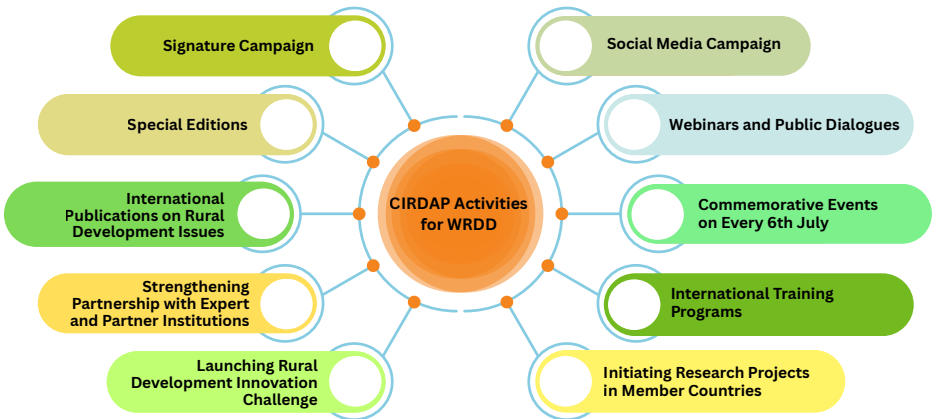 CIRDAP Activities
for WRDD
Signature Campaign
Special Editions
International
Publications on Rural
Development Issues
Strengthening
Partnership with Expert
and Partner Institutions
Launching Rural
Development Innovation
Challenge
Social Media Campaign
Webinars and Public Dialogues
Commemorative Events
on Every 6th July
International Training
Programs
Initiating Research Projects
in Member Countries